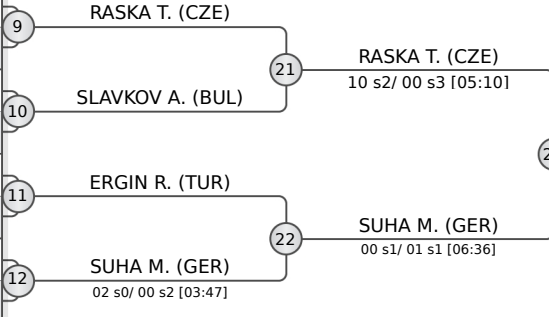 9
RASKA T. (CZE)
21
RASKA T. (CZE)
10 s2/ 00 s3 [05:10]
10
SLAVKOV A. (BUL)
2
11
ERGIN R. (TUR)
22
SUHA M. (GER)
00 s1/ 01 s1 [06:36]
12
SUHA M. (GER)
02 s0/ 00 s2 [03:47]